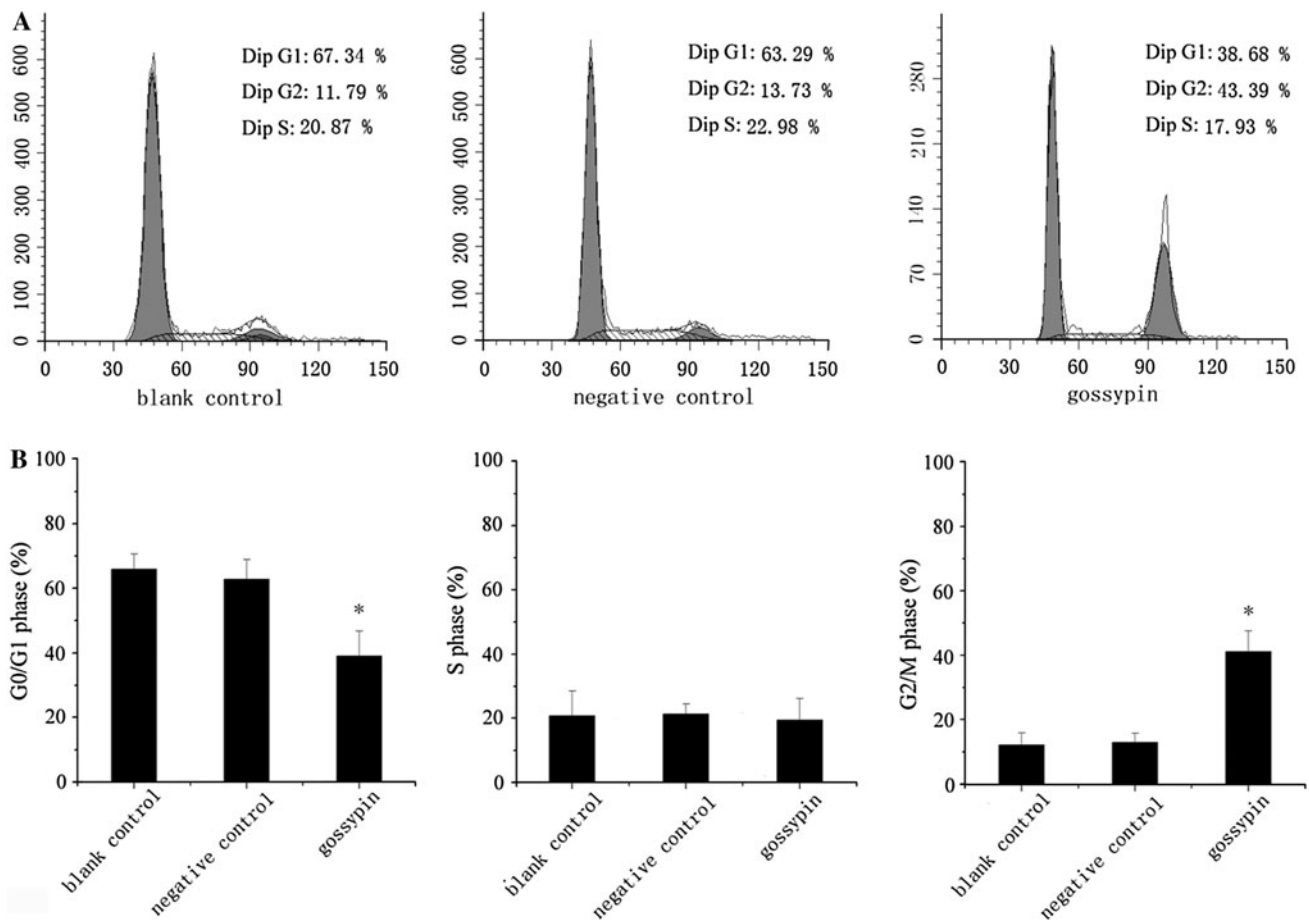 A
600
500
400
300
200
100
0
Dip G1: 67.34 %
Dip G2: 11.79 %
Dip S: 20.87 %
0 30 60 90 120 150
blank control
600
500
400
300
200
100
0
Dip G1: 63.29 %
Dip G2: 13.73 %
Dip S: 22.98 %
0 30 60 90 120 150
negative control
280
210
140
70
0
Dip G1: 38.68 %
Dip G2: 43.39 %
Dip S: 17.93 %
0 30 60 90 120 150
gossypin
B
G0/G1 phase (%)
100
80
60
40
20
0
*
blank control
negative control
gossypin
S phase (%)
100
80
60
40
20
0
blank control
negative control
gossypin
G2/M phase (%)
100
80
60
40
20
0
*
blank control
negative control
gossypin